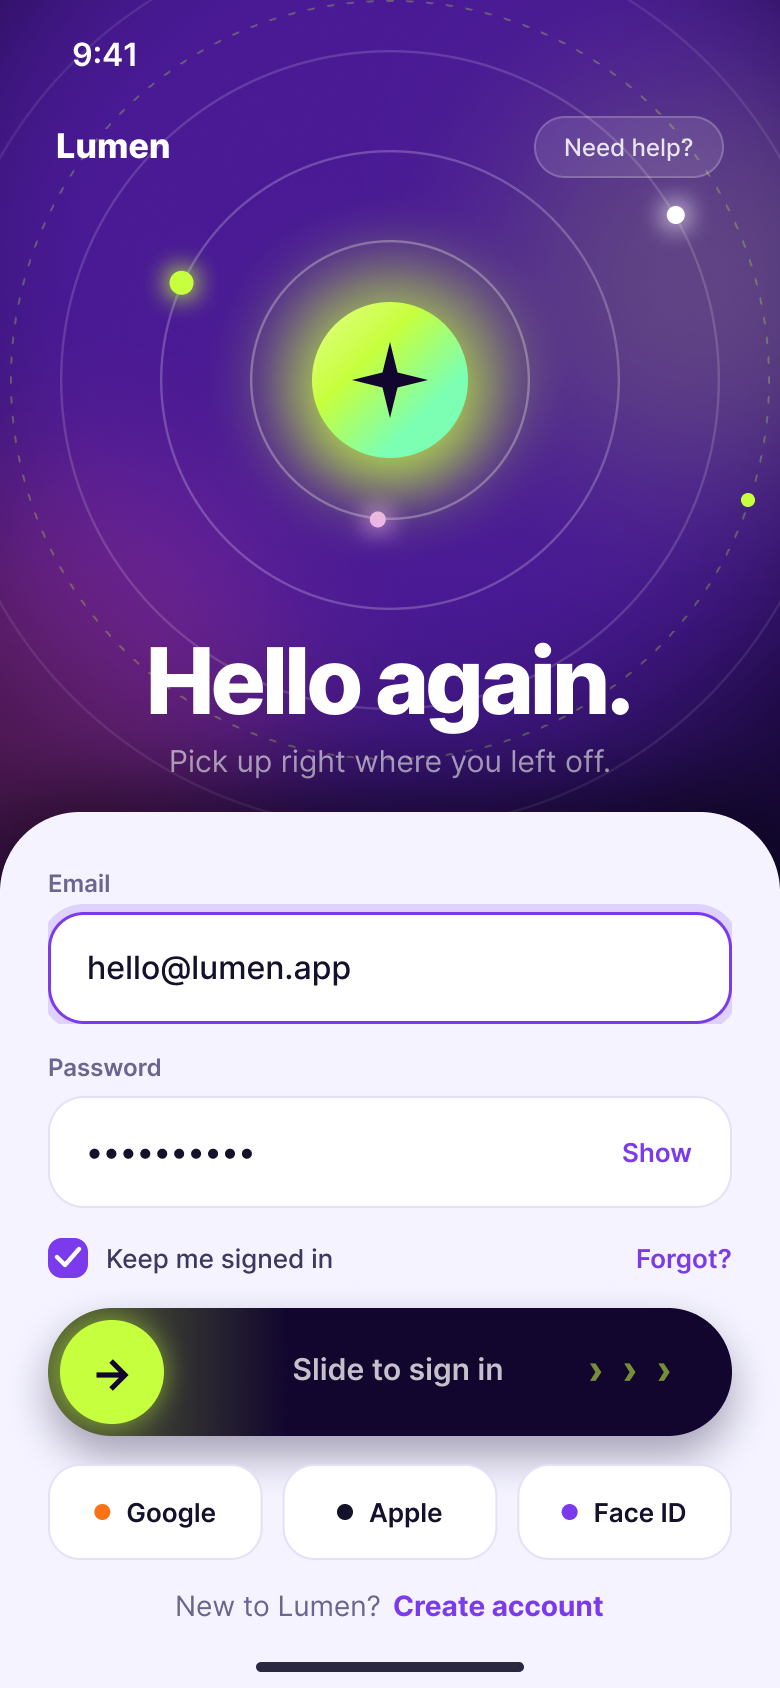 9:41
Lumen
Need help?
Hello again.
Pick up right where you left off.
Email
hello@lumen.app
Password
••••••••••
Show
Keep me signed in
Forgot?
→ Slide to sign in › › ›
Google
Apple
Face ID
New to Lumen? Create account